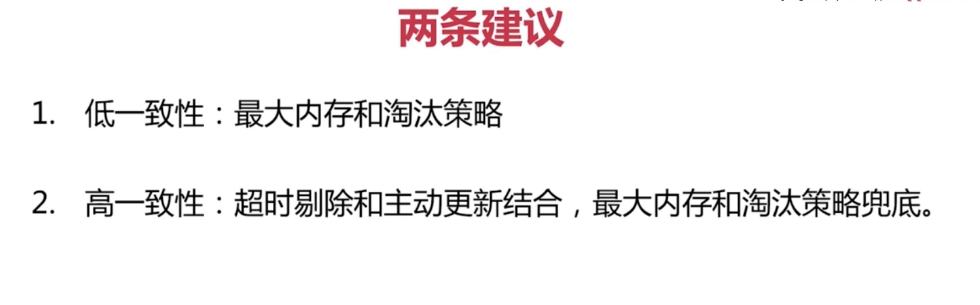 两条建议
1. 低一致性：最大内存和淘汰策略
2. 高一致性：超时剔除和主动更新结合，最大内存和淘汰策略兜底。